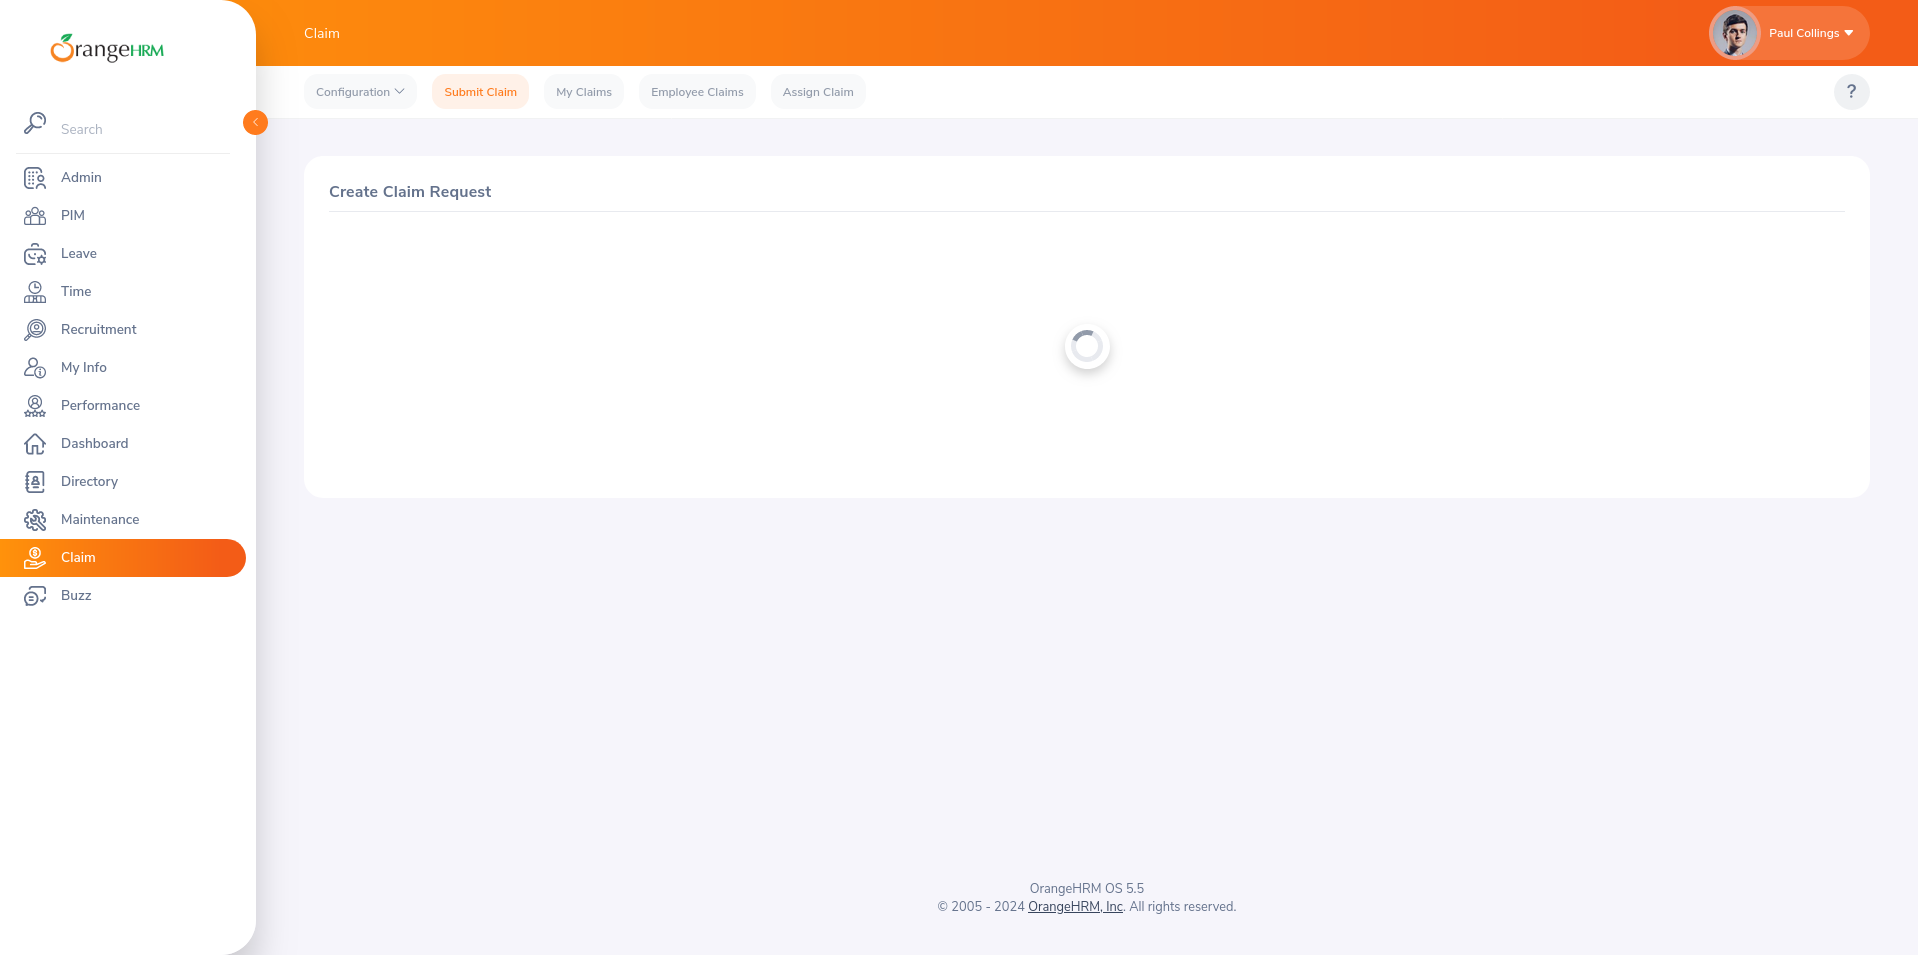 OrangeHRM
Search
Admin
PIM
Leave
Time
Recruitment
My Info
Performance
Dashboard
Directory
Maintenance
Claim
Buzz
Claim
Paul Collings
Configuration
Submit Claim
My Claims
Employee Claims
Assign Claim
?
Create Claim Request
OrangeHRM OS 5.5
© 2005 - 2024 OrangeHRM, Inc. All rights reserved.